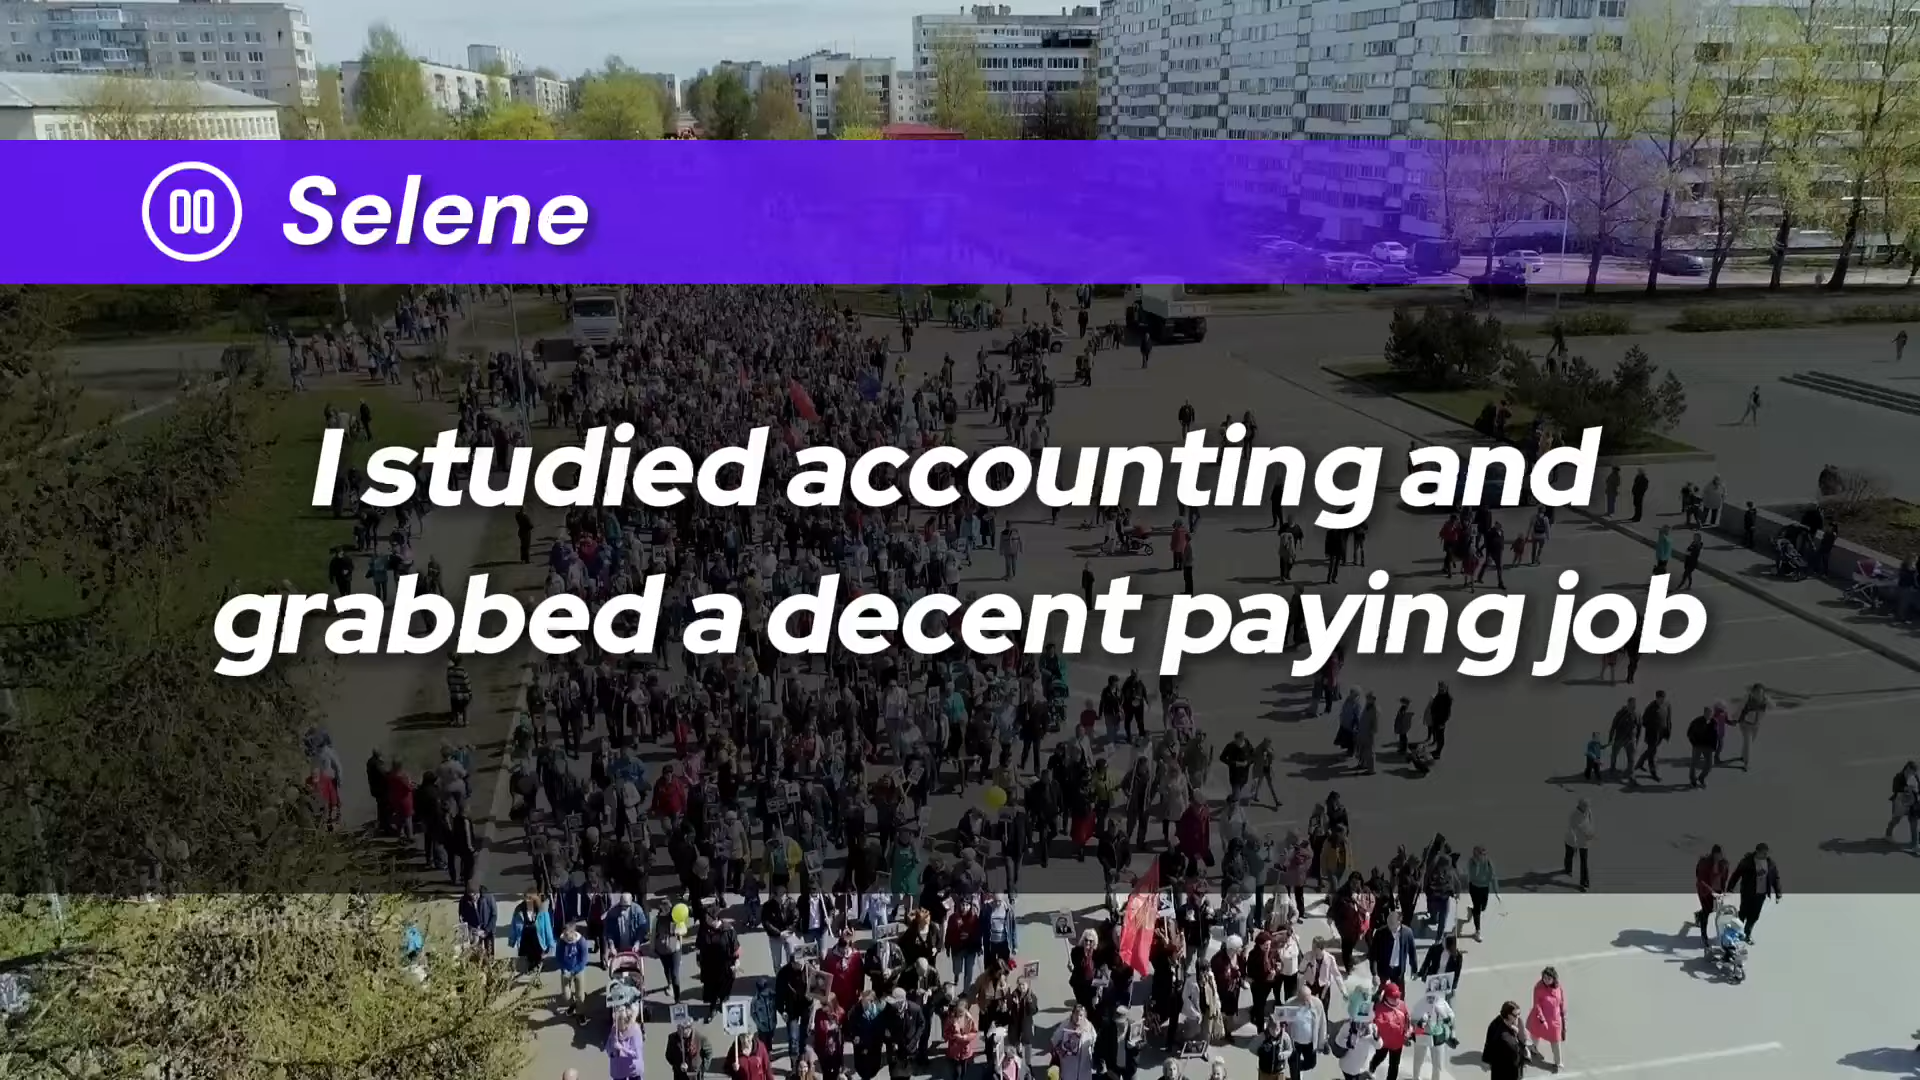 Selene
I studied accounting and
grabbed a decent paying job